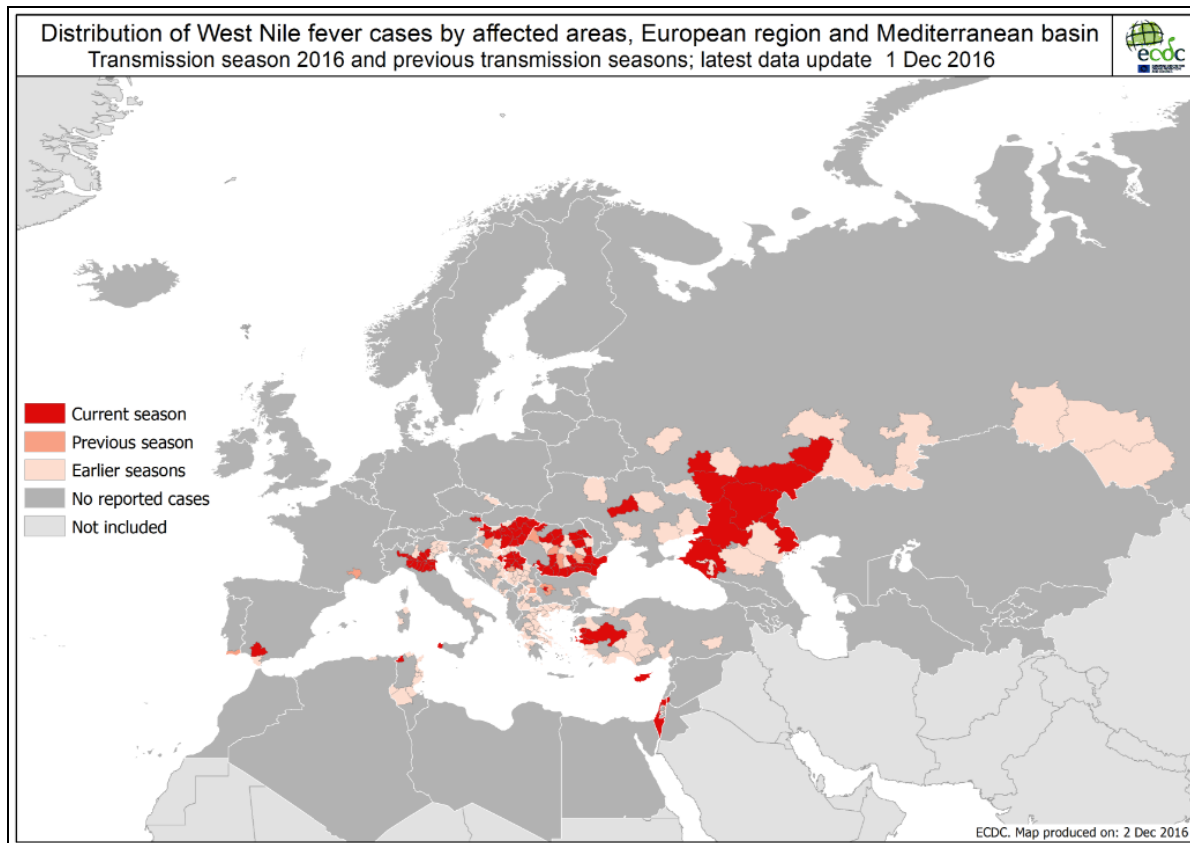 Distribution of West Nile fever cases by affected areas, European region and Mediterranean basin
Transmission season 2016 and previous transmission seasons; latest data update 1 Dec 2016
ecdc
Current season
Previous season
Earlier seasons
No reported cases
Not included
ECDC. Map produced on: 2 Dec 2016